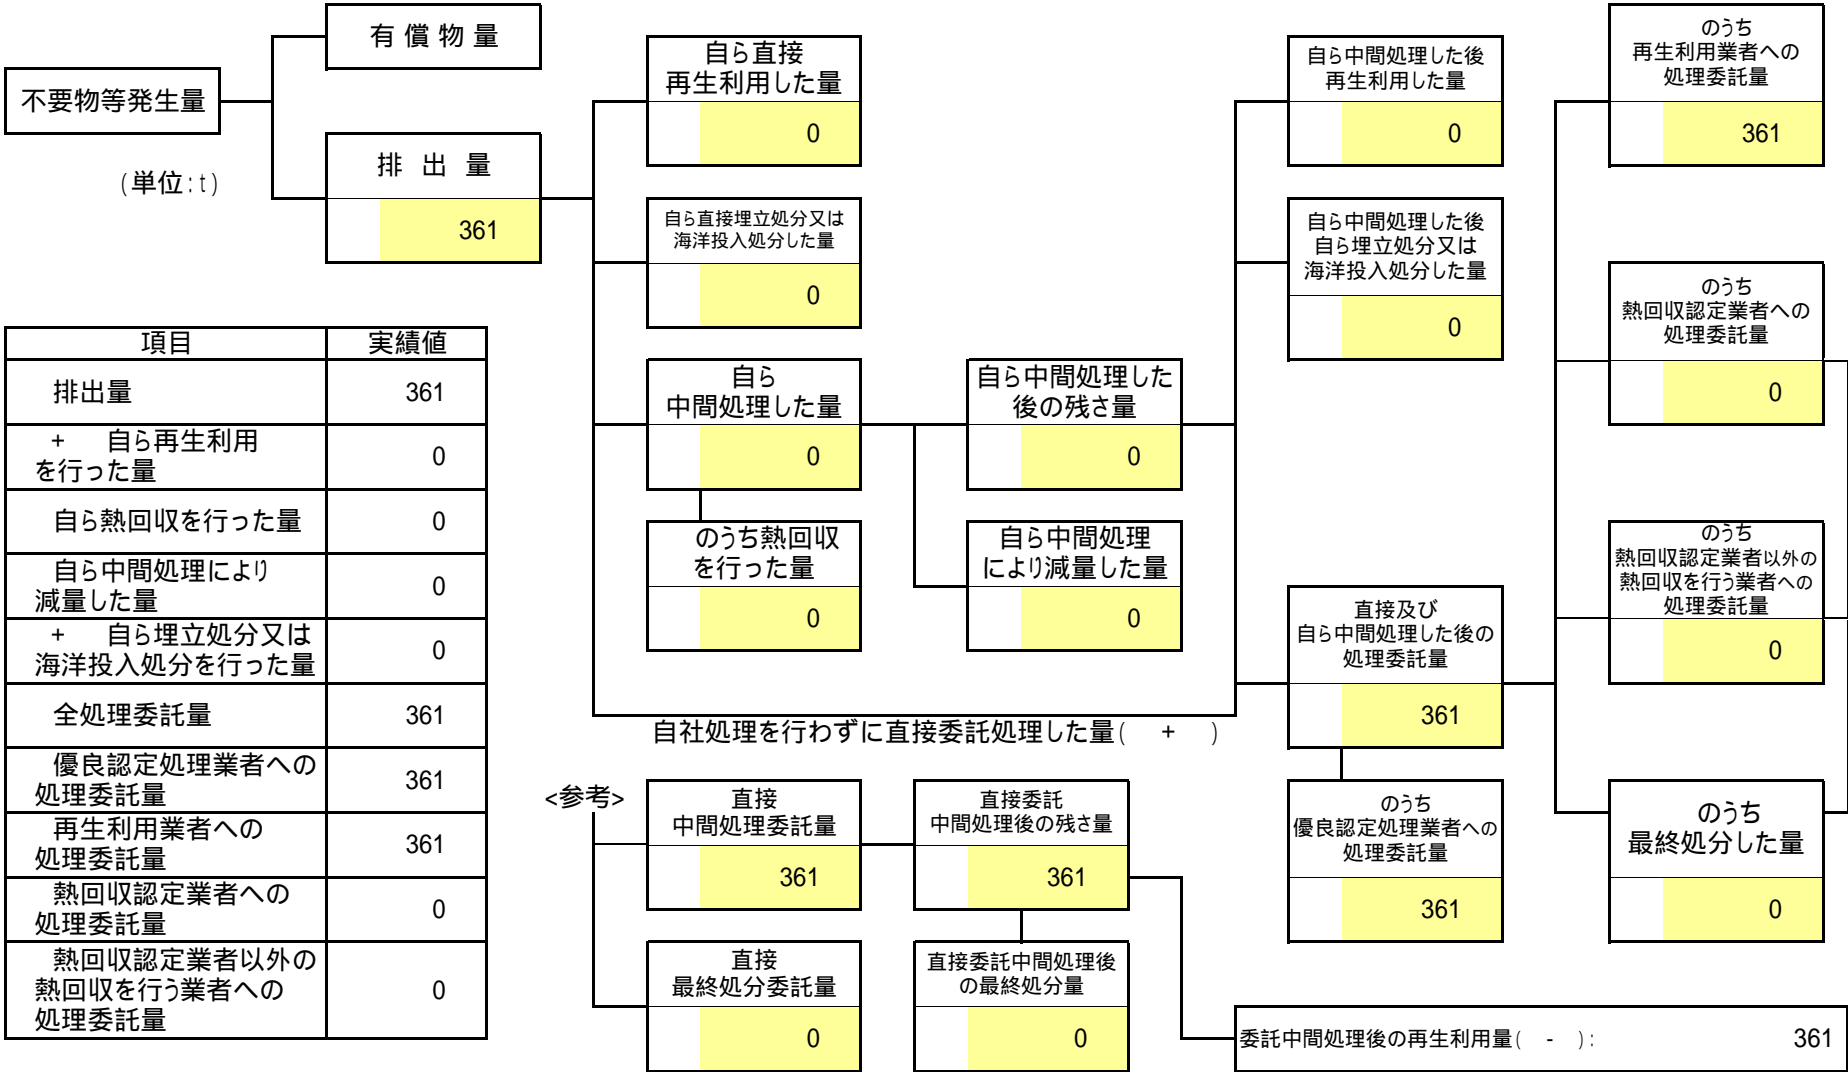 不要物等発生量
(単位:t)
有償物量
排出量
361
自ら直接
再生利用した量
0
自ら直接埋立処分又は
海洋投入処分した量
0
自ら
中間処理した量
0
のうち熱回収
を行った量
0
自ら中間処理した
後の残さ量
0
自ら中間処理
により減量した量
0
自ら中間処理した後
再生利用した量
0
自ら中間処理した後
自ら埋立処分又は
海洋投入処分した量
0
直接及び
自ら中間処理した後の
処理委託量
361
のうち
優良認定処理業者への
処理委託量
361
のうち
再生利用業者への
処理委託量
361
のうち
熱回収認定業者への
処理委託量
0
のうち
熱回収認定業者以外の
熱回収を行う業者への
処理委託量
0
のうち
最終処分した量
0
自社処理を行わずに直接委託処理した量( + )
項目 実績値
排出量 361
+ 自ら再生利用
を行った量 0
自ら熱回収を行った量 0
自ら中間処理により
減量した量 0
+ 自ら埋立処分又は
海洋投入処分を行った量 0
全処理委託量 361
優良認定処理業者への
処理委託量 361
再生利用業者への
処理委託量 361
熱回収認定業者への
処理委託量 0
熱回収認定業者以外の
熱回収を行う業者への
処理委託量 0
<参考>
直接
中間処理委託量
361
直接委託
中間処理後の残さ量
361
直接
最終処分委託量
0
直接委託中間処理後
の最終処分量
0
委託中間処理後の再生利用量( - ): 361